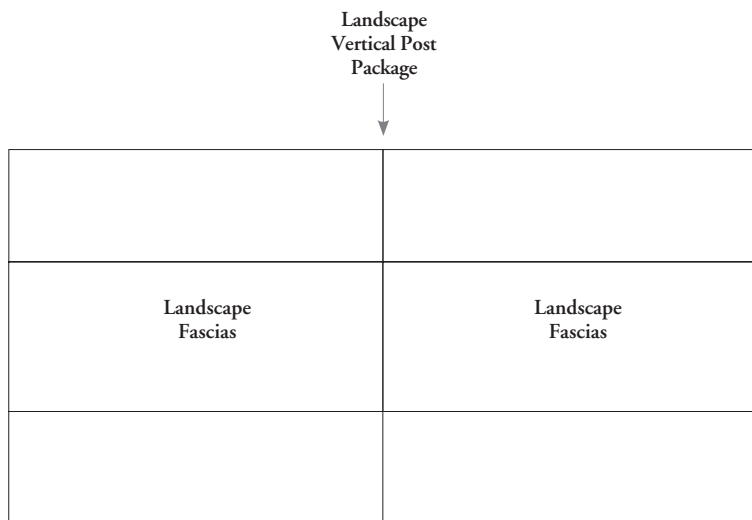 Landscape
Vertical Post
Package
Landscape
Fascias
Landscape
Fascias